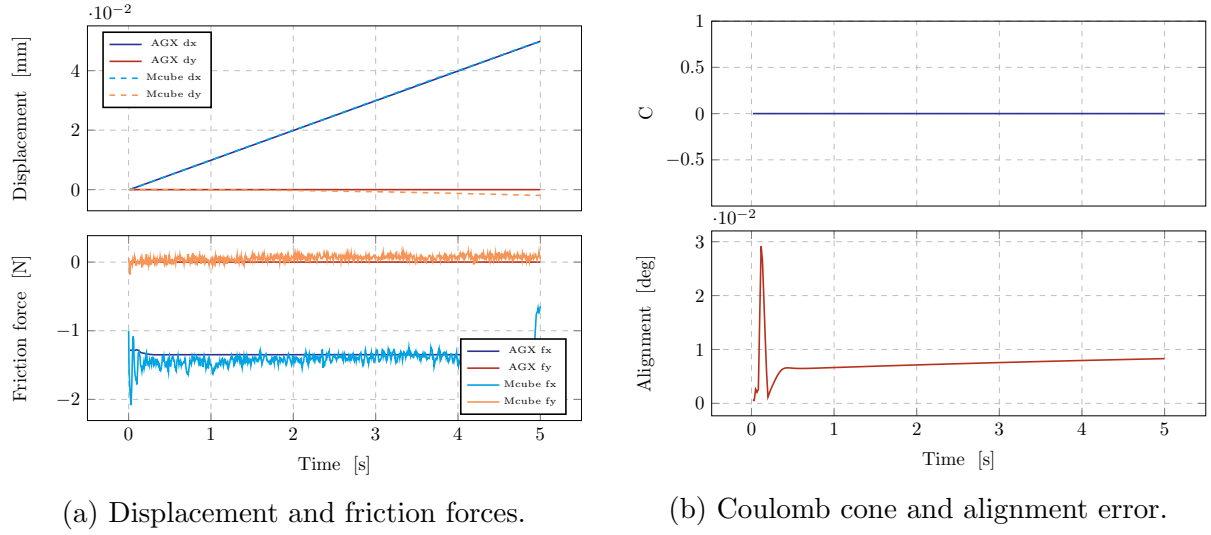 ·10−2
4
2
0
Displacement [mm]
AGX dx
AGX dy
Mcube dx
Mcube dy
0
−1
−2
Friction force [N]
AGX fx
AGX fy
Mcube fx
Mcube fy
0 1 2 3 4 5
Time [s]
(a) Displacement and friction forces.
1
0.5
0
−0.5
C
·10−2
3
2
1
0
Alignment [deg]
0 1 2 3 4 5
Time [s]
(b) Coulomb cone and alignment error.